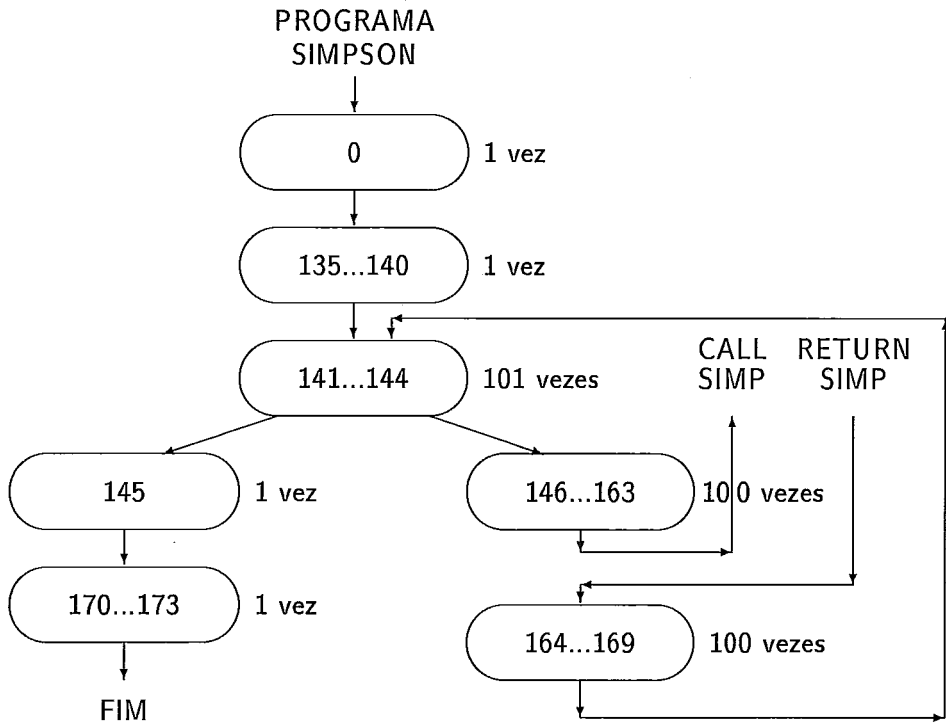 PROGRAMA
SIMPSON
0
1 vez
135...140
1 vez
141...144
101 vezes
CALL
SIMP
RETURN
SIMP
145
1 vez
146...163
100 vezes
170...173
1 vez
164...169
100 vezes
FIM